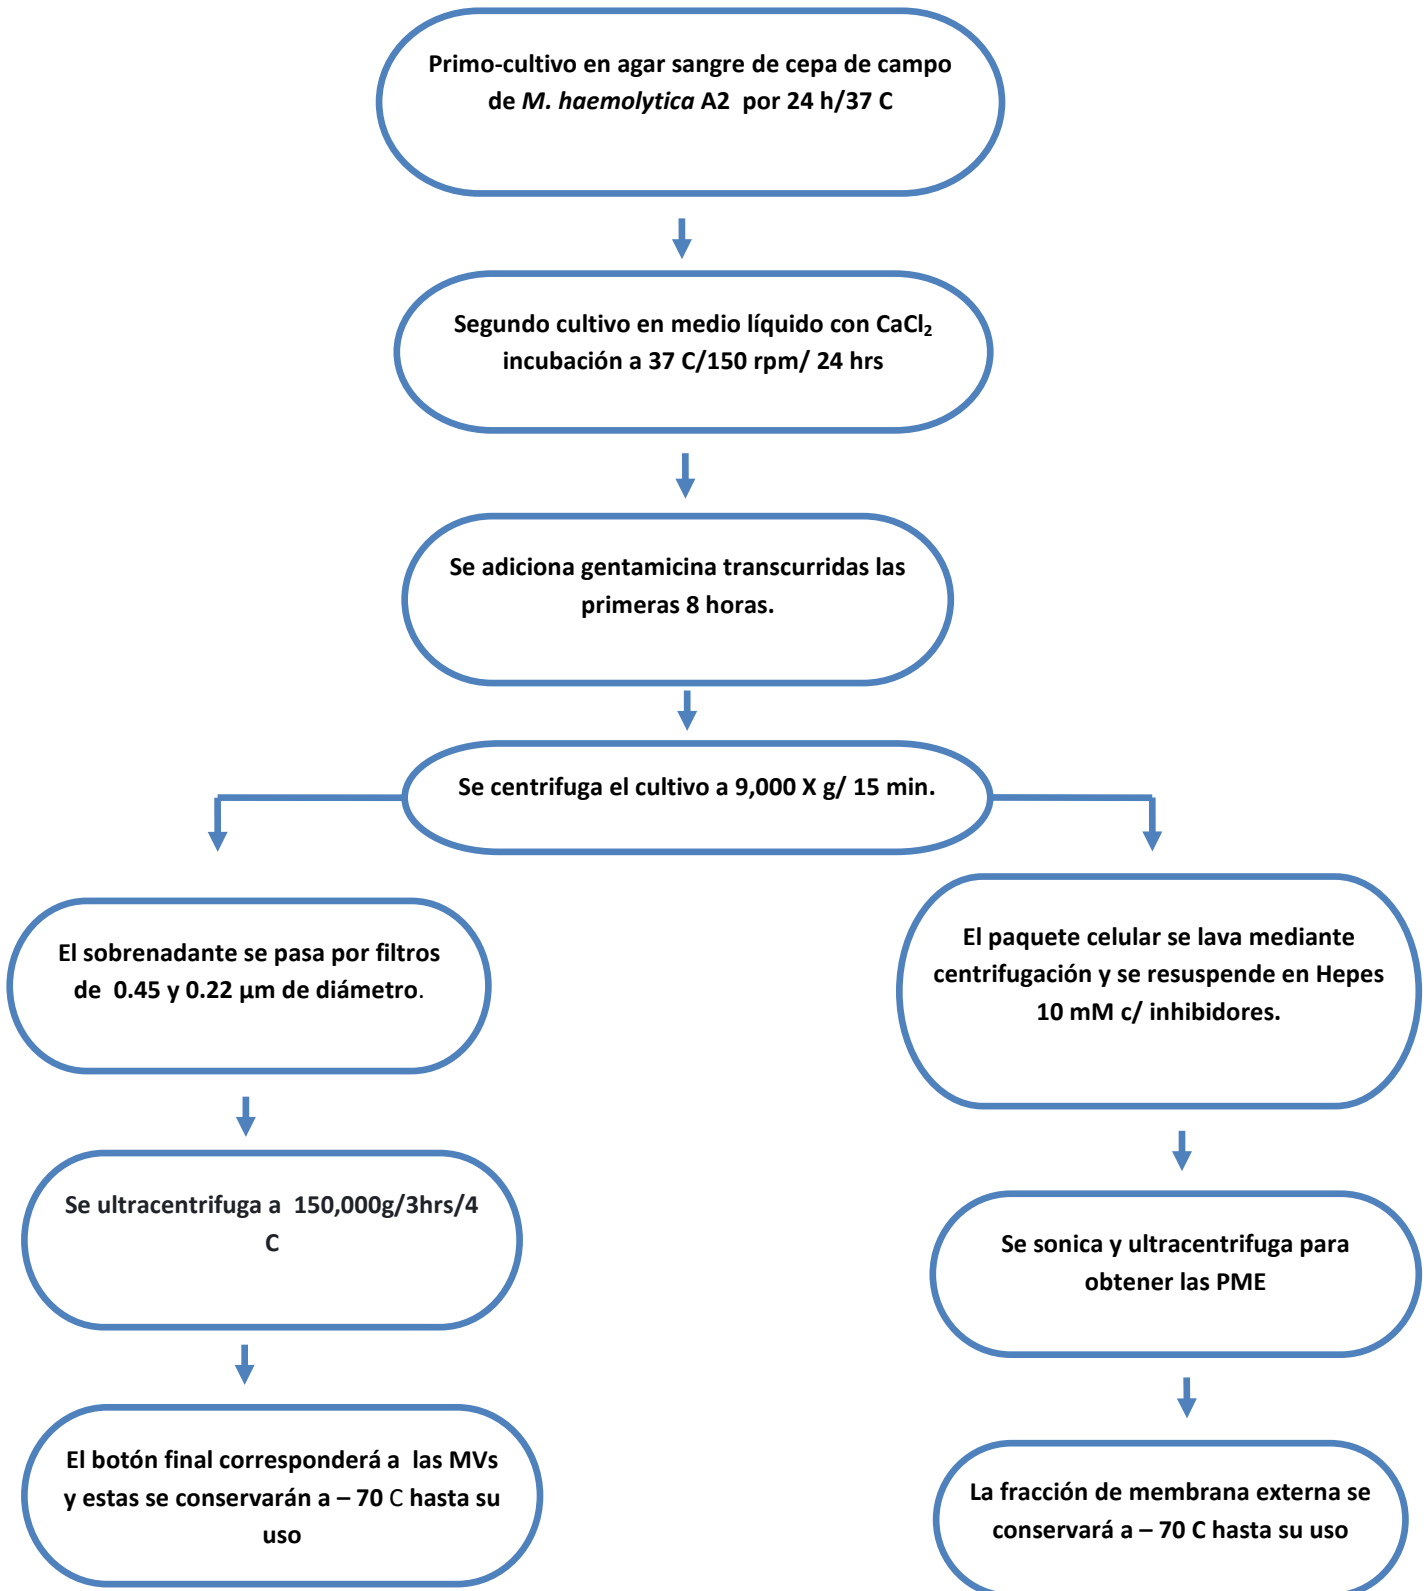 Primo-cultivo en agar sangre de cepa de campo
de M. haemolytica A2 por 24 h/37 C
Segundo cultivo en medio líquido con CaCl₂
incubación a 37 C/150 rpm/ 24 hrs
Se adiciona gentamicina transcurridas las
primeras 8 horas.
Se centrifuga el cultivo a 9,000 X g/ 15 min.
El sobrenadante se pasa por filtros
de 0.45 y 0.22 µm de diámetro.
Se ultracentrifuga a 150,000g/3hrs/4
C
El botón final corresponderá a las MVs
y estas se conservarán a – 70 C hasta su
uso
El paquete celular se lava mediante
centrifugación y se resuspende en Hepes
10 mM c/ inhibidores.
Se sonica y ultracentrifuga para
obtener las PME
La fracción de membrana externa se
conservará a – 70 C hasta su uso